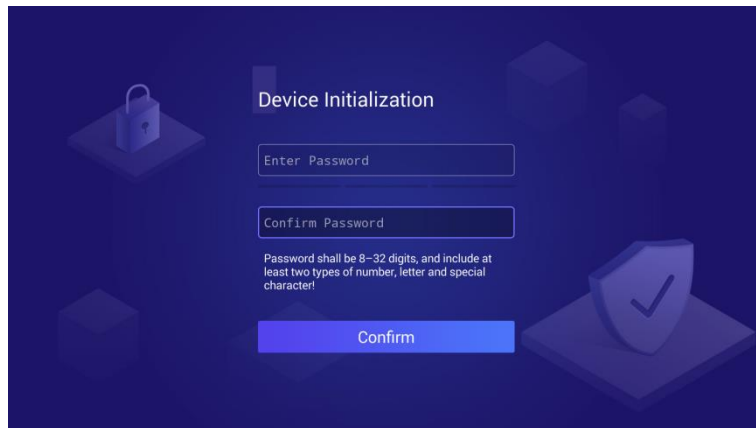 Device Initialization
Enter Password
Confirm Password
Password shall be 8–32 digits, and include at
least two types of number, letter and special
character!
Confirm